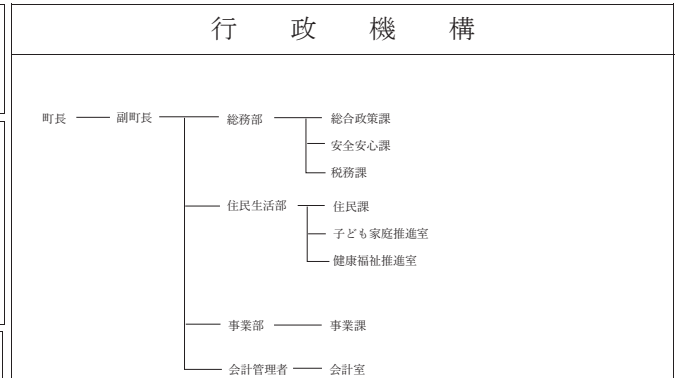 行政機構
町長 副町長 総務部 総合政策課
安全安心課
税務課
住民生活部 住民課
子ども家庭推進室
健康福祉推進室
事業部 事業課
会計管理者 会計室